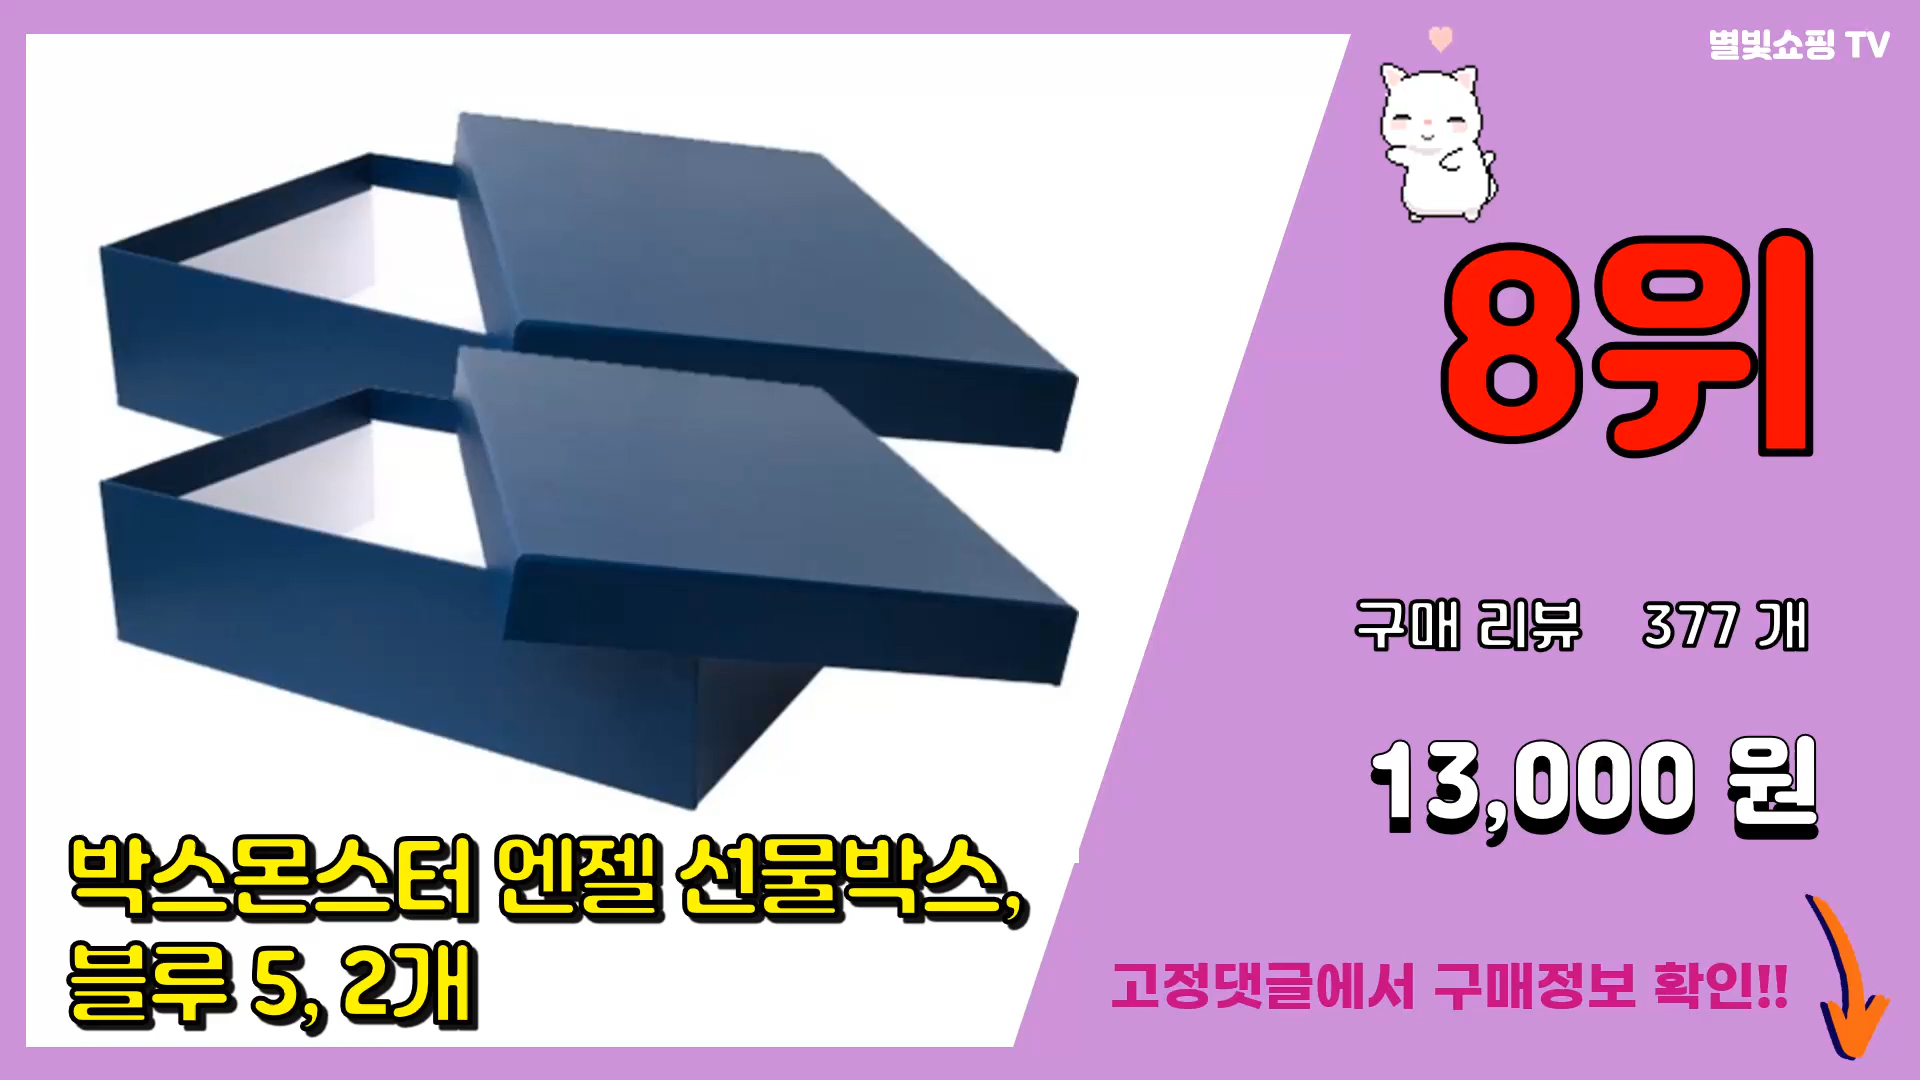 별빛쇼핑 TV
8위
구매 리뷰 377 개
13,000 원
박스몬스터 엔젤 선물박스,
블루 5, 2개
고정댓글에서 구매정보 확인!!